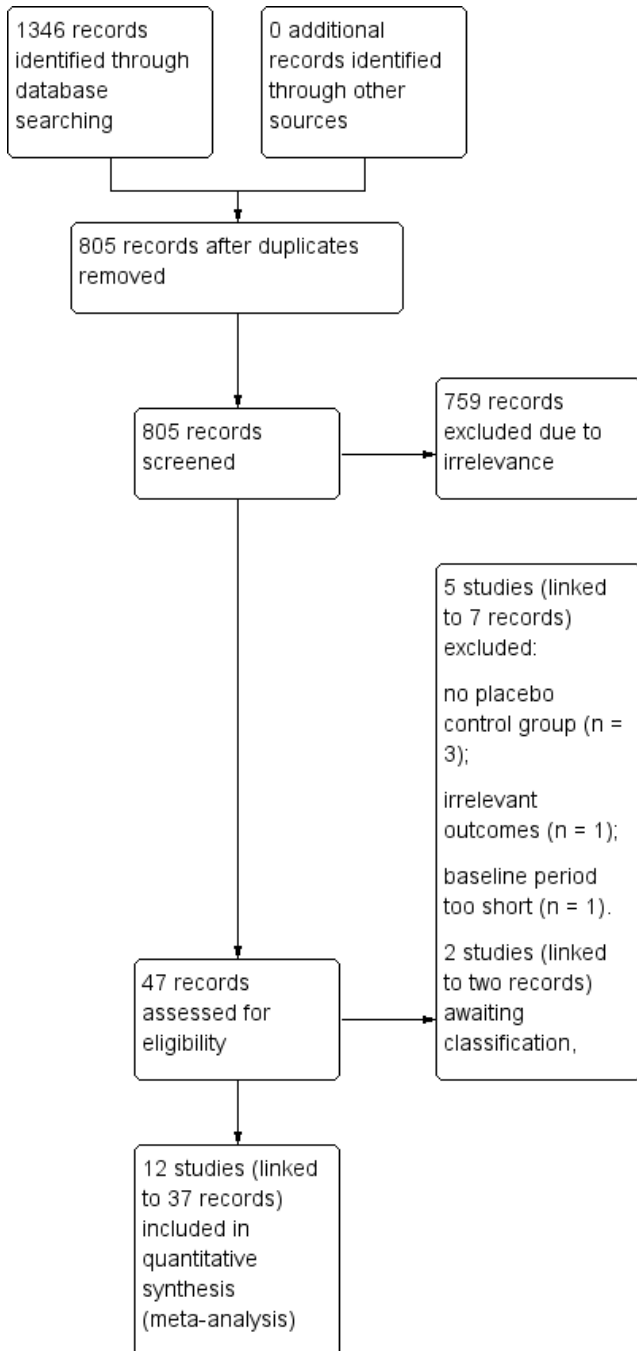 1346 records
identified through
database
searching
0 additional
records identified
through other
sources
805 records after duplicates
removed
805 records
screened
759 records
excluded due to
irrelevance
5 studies (linked
to 7 records)
excluded:
no placebo
control group (n =
3);
irrelevant
outcomes (n = 1);
baseline period
too short (n = 1).
2 studies (linked
to two records)
awaiting
classification,
47 records
assessed for
eligibility
12 studies (linked
to 37 records)
included in
quantitative
synthesis
(meta-analysis)